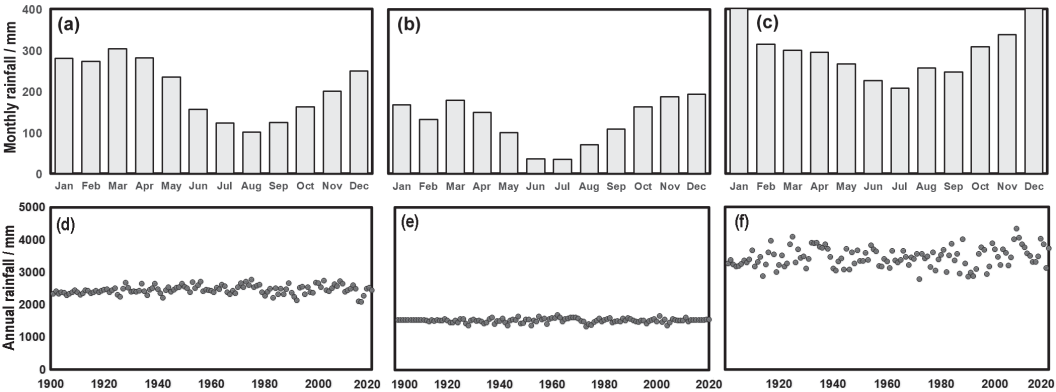 Monthly rainfall / mm
400
300
200
100
0
(a)
Jan Feb Mar Apr May Jun Jul Aug Sep Oct Nov Dec
(b)
Jan Feb Mar Apr May Jun Jul Aug Sep Oct Nov Dec
(c)
Jan Feb Mar Apr May Jun Jul Aug Sep Oct Nov Dec
Annual rainfall / mm
5000
4000
3000
2000
1000
0
(d)
1900 1920 1940 1960 1980 2000 2020
(e)
1900 1920 1940 1960 1980 2000 2020
(f)
1920 1940 1960 1980 2000 2020